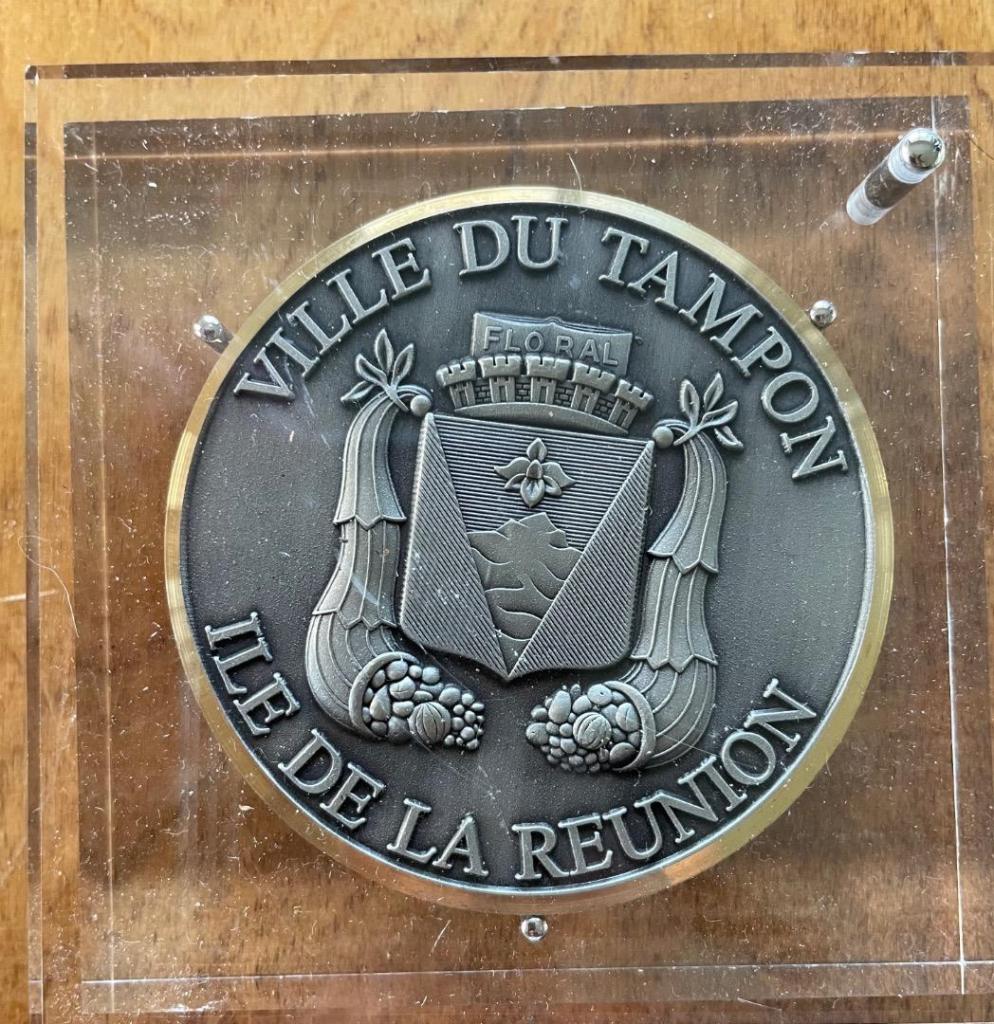 VILLE DU TAMPON
FLORAL
ILE DE LA REUNION